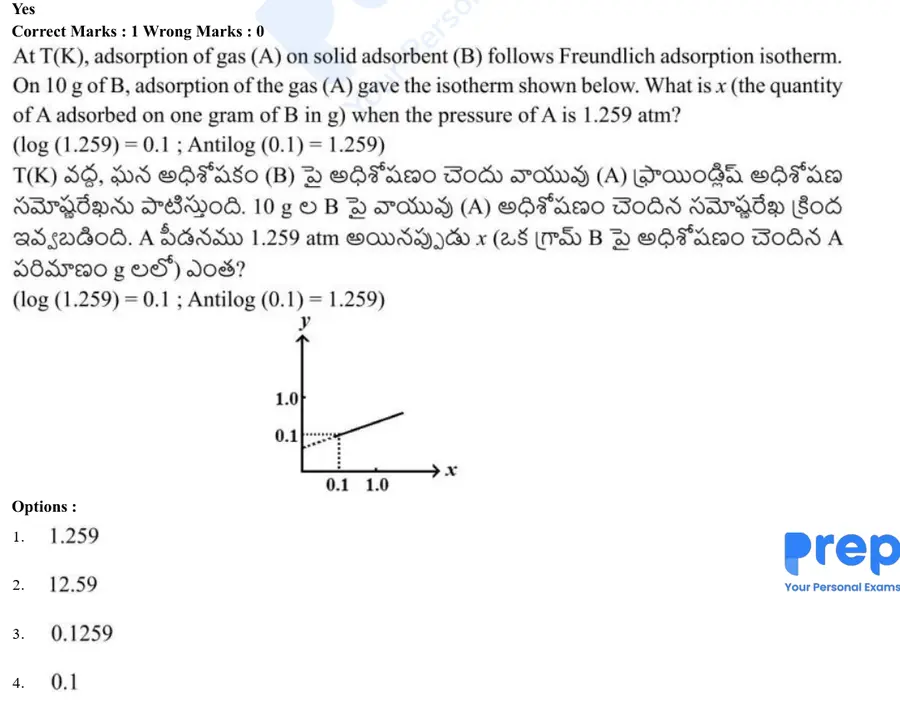 Yes
Correct Marks : 1 Wrong Marks : 0
At T(K), adsorption of gas (A) on solid adsorbent (B) follows Freundlich adsorption isotherm.
On 10 g of B, adsorption of the gas (A) gave the isotherm shown below. What is x (the quantity
of A adsorbed on one gram of B in g) when the pressure of A is 1.259 atm?
(log (1.259) = 0.1 ; Antilog (0.1) = 1.259)
T(K) వద్ద, ఘన అధిశోషకం (B) పై అధిశోషణం చెందు వాయువు (A) ఫ్రాయిండ్లిష్ అధిశోషణ
సమోష్ణరేఖను పాటిస్తుంది. 10 g ల B పై వాయువు (A) అధిశోషణం చెందిన సమోష్ణరేఖ క్రింద
ఇవ్వబడింది. A పీడనము 1.259 atm అయినప్పుడు x (ఒక గ్రామ్ B పై అధిశోషణం చెందిన A
పరిమాణం g లలో) ఎంత?
(log (1.259) = 0.1 ; Antilog (0.1) = 1.259)
y
1.0
0.1
x
0.1 1.0
Options :
1. 1.259
2. 12.59
3. 0.1259
4. 0.1
Prep
Your Personal Exams